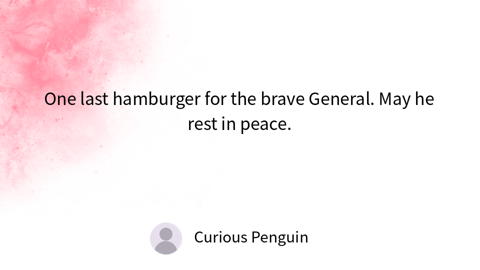 One last hamburger for the brave General. May he
rest in peace.
Curious Penguin